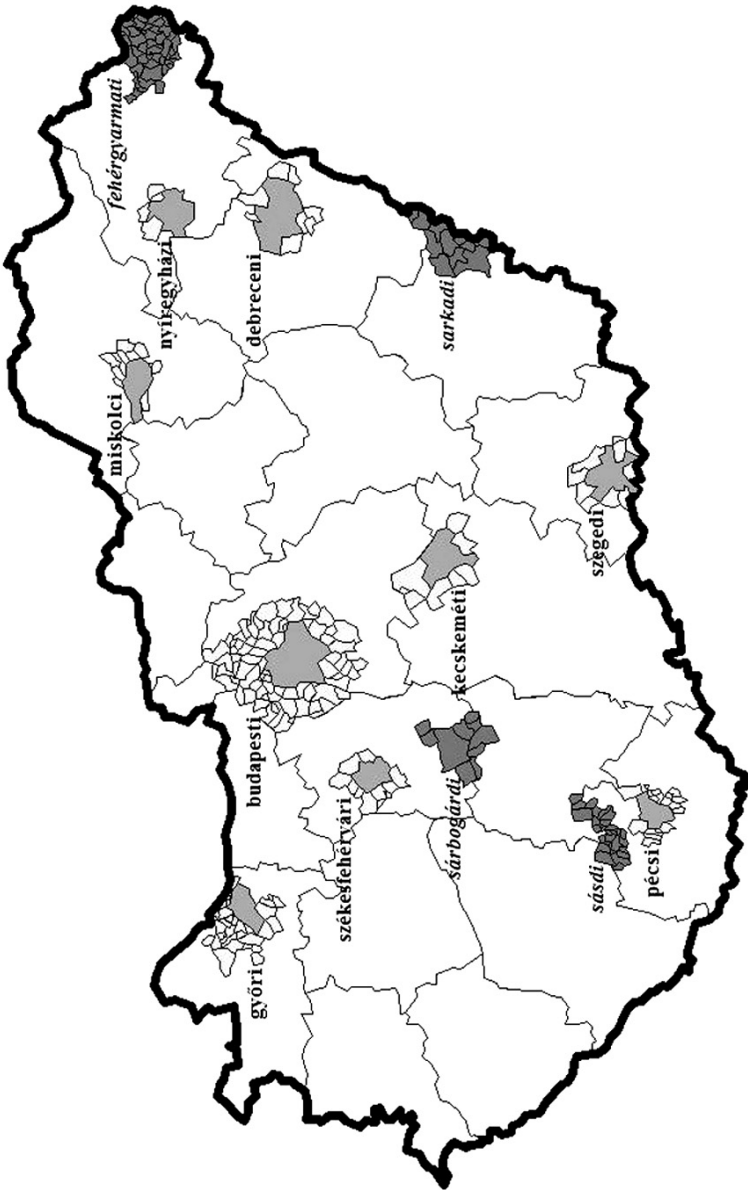 fehérgyarmati
nyíregyházi
miskolci
debreceni
sarkadi
budapesti
kecskeméti
szegedi
győri
székesfehérvári
sárbogárdi
sásdi
pécsi